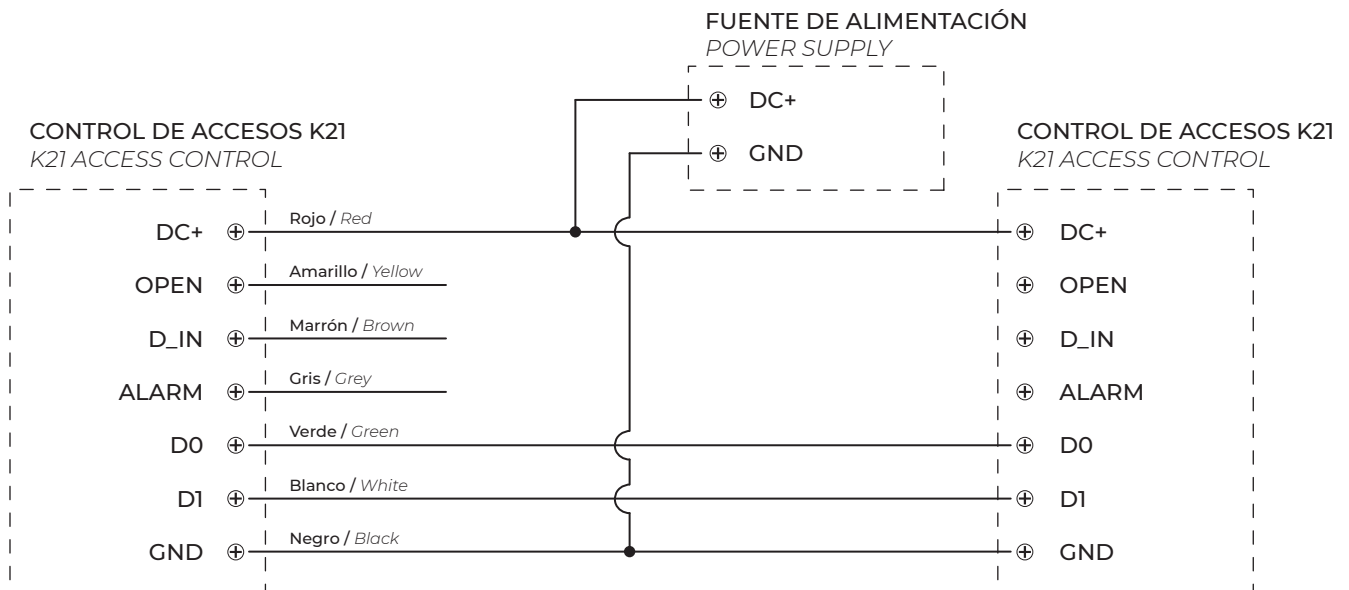 FUENTE DE ALIMENTACIÓN
POWER SUPPLY
DC+
GND
CONTROL DE ACCESOS K21
K21 ACCESS CONTROL
DC+
Rojo / Red
OPEN
Amarillo / Yellow
D_IN
Marrón / Brown
ALARM
Gris / Grey
D0
Verde / Green
D1
Blanco / White
GND
Negro / Black
CONTROL DE ACCESOS K21
K21 ACCESS CONTROL
DC+
OPEN
D_IN
ALARM
D0
D1
GND